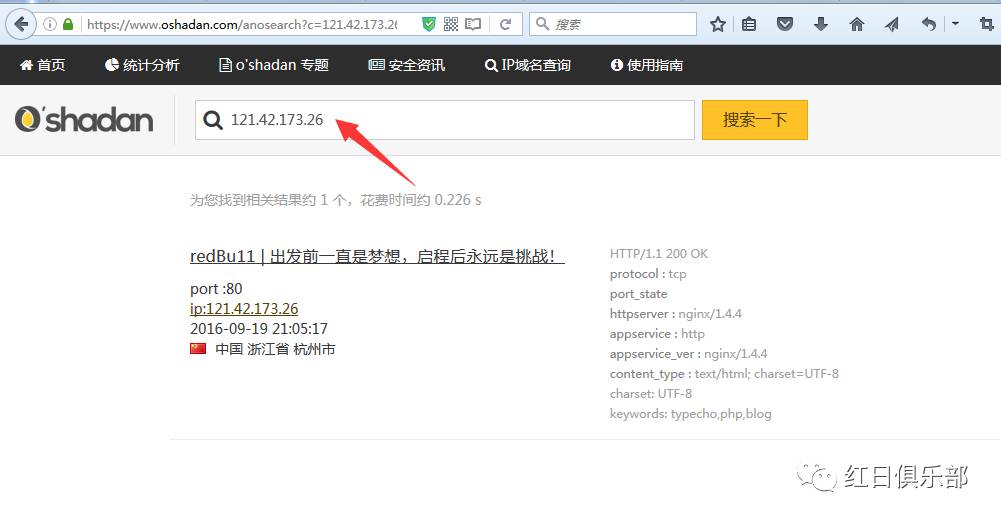 https://www.oshadan.com/anosearch?c=121.42.173.26
搜索
首页 统计分析 o'shadan 专题 安全资讯 IP域名查询 使用指南
O'shadan
121.42.173.26
搜索一下
为您找到相关结果约 1 个，花费时间约 0.226 s
redBu11 | 出发前一直是梦想，启程后永远是挑战！
port :80
ip:121.42.173.26
2016-09-19 21:05:17
中国 浙江省 杭州市
HTTP/1.1 200 OK
protocol : tcp
port_state
httpserver : nginx/1.4.4
appservice : http
appservice_ver : nginx/1.4.4
content_type : text/html; charset=UTF-8
charset: UTF-8
keywords: typecho,php,blog
红日俱乐部